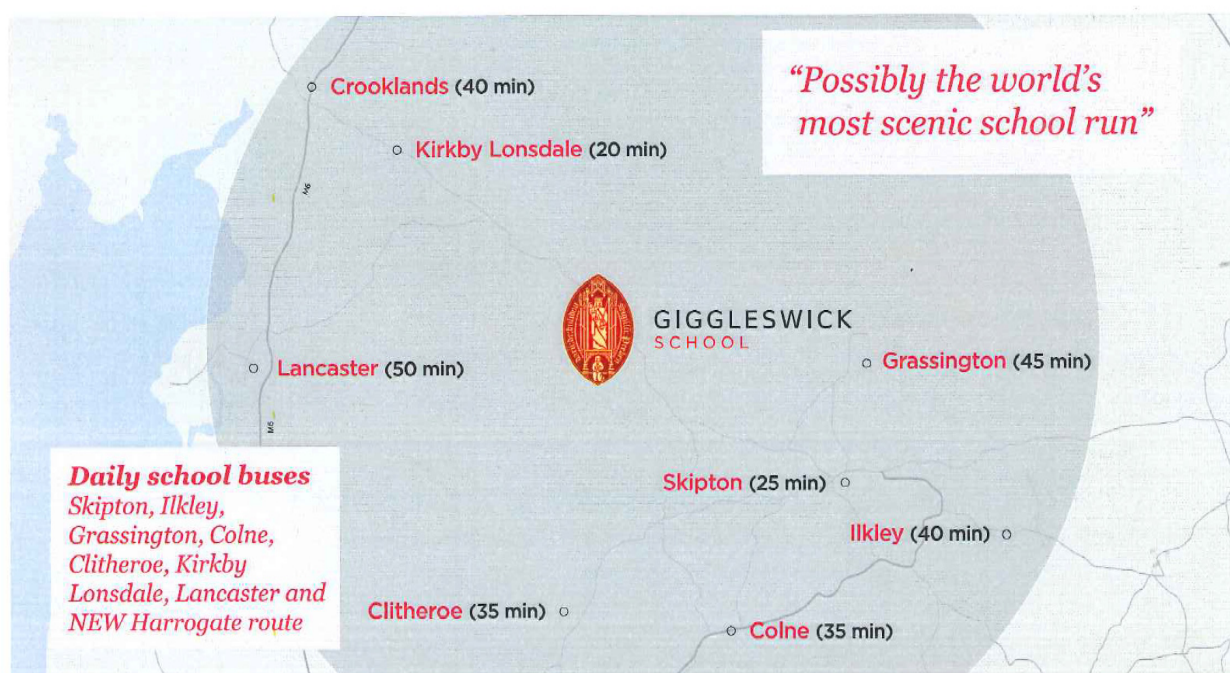 “Possibly the world’s
most scenic school run”
Crooklands (40 min)
Kirkby Lonsdale (20 min)
M6
GIGGLESWICK
SCHOOL
Lancaster (50 min)
Grassington (45 min)
M6
Daily school buses
Skipton, Ilkley,
Grassington, Colne,
Clitheroe, Kirkby
Lonsdale, Lancaster and
NEW Harrogate route
Skipton (25 min)
Ilkley (40 min)
Clitheroe (35 min)
Colne (35 min)